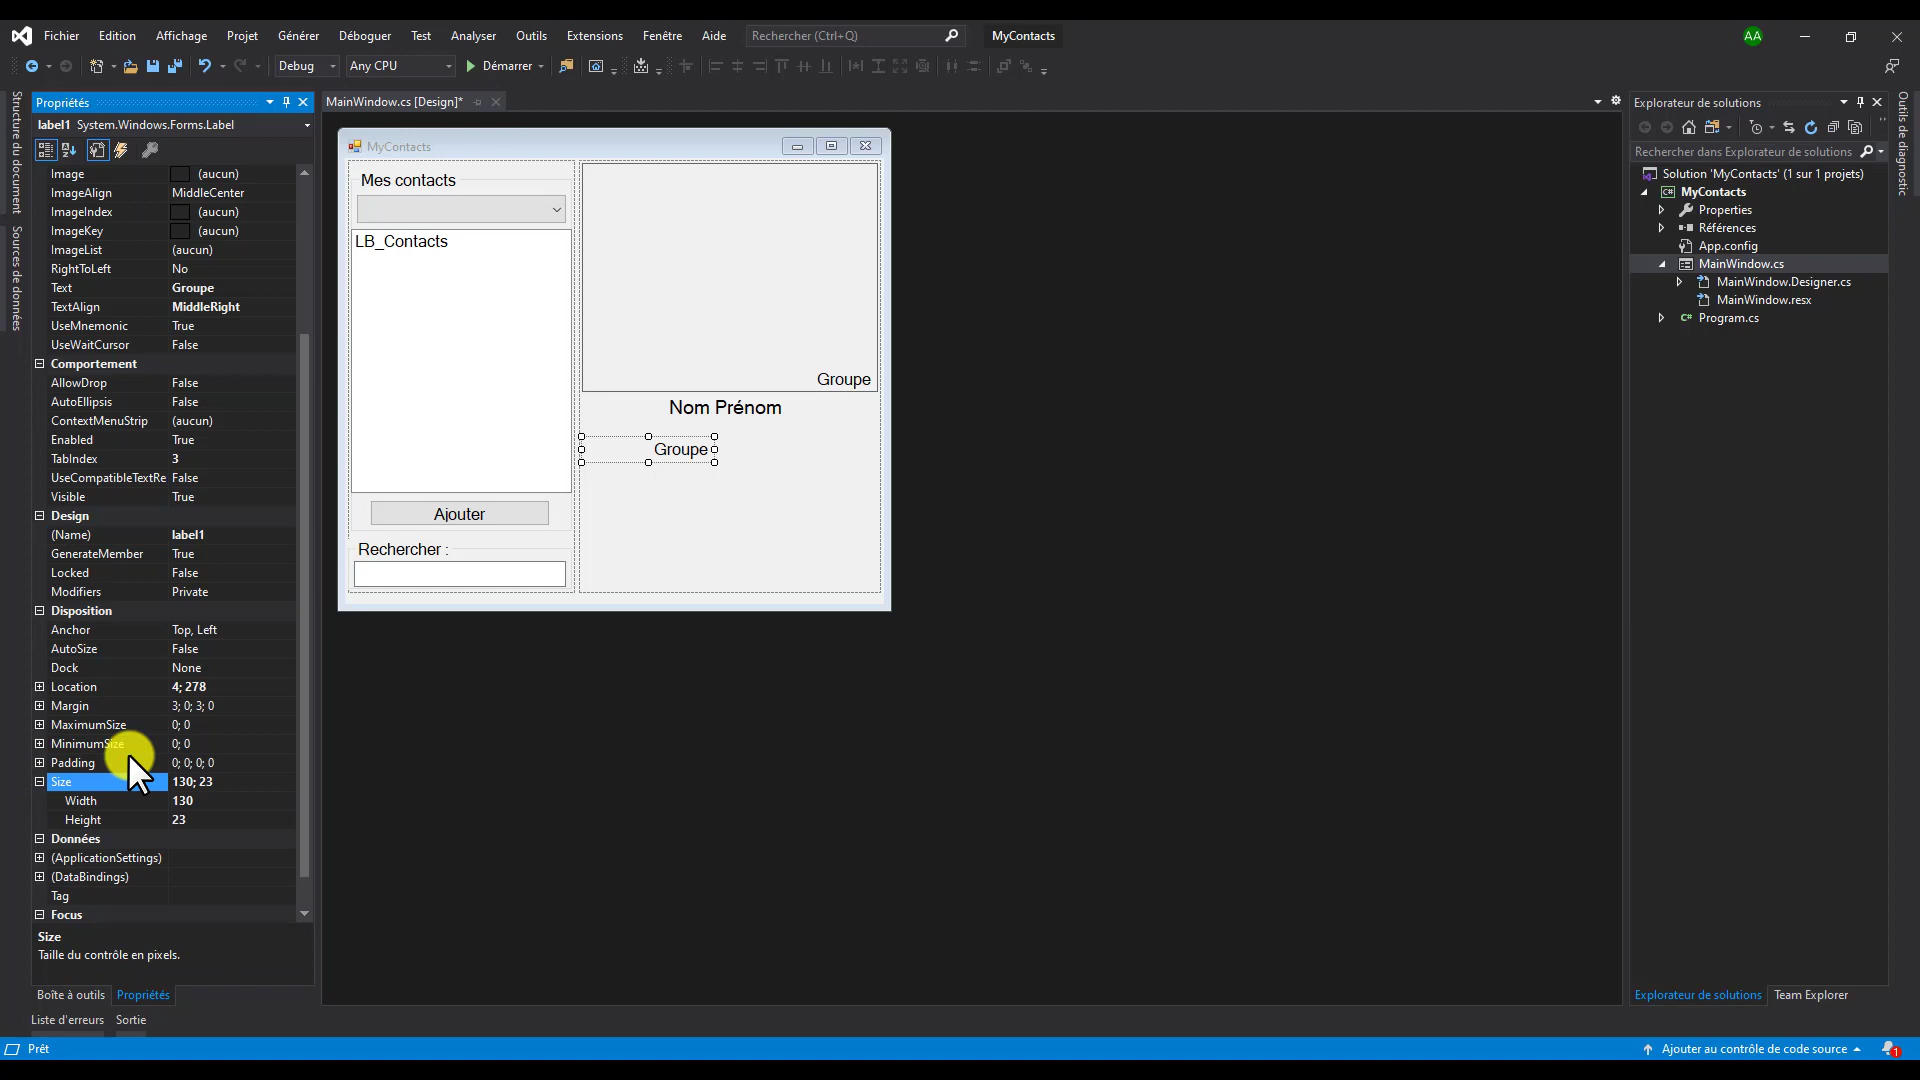 Fichier Edition Affichage Projet Générer Déboguer Test Analyser Outils Extensions Fenêtre Aide Rechercher (Ctrl+Q) MyContacts AA
Debug Any CPU Démarrer
Structure du document
Sources de données
Propriétés
label1 System.Windows.Forms.Label
Image (aucun)
ImageAlign MiddleCenter
ImageIndex (aucun)
ImageKey (aucun)
ImageList (aucun)
RightToLeft No
Text Groupe
TextAlign MiddleRight
UseMnemonic True
UseWaitCursor False
Comportement
AllowDrop False
AutoEllipsis False
ContextMenuStrip (aucun)
Enabled True
TabIndex 3
UseCompatibleTextRe False
Visible True
Design
(Name) label1
GenerateMember True
Locked False
Modifiers Private
Disposition
Anchor Top, Left
AutoSize False
Dock None
Location 4; 278
Margin 3; 0; 3; 0
MaximumSize 0; 0
MinimumSize 0; 0
Padding 0; 0; 0; 0
Size 130; 23
Width 130
Height 23
Données
(ApplicationSettings)
(DataBindings)
Tag
Focus
Size
Taille du contrôle en pixels.
Boîte à outils Propriétés
Liste d'erreurs Sortie
MainWindow.cs [Design]*
MyContacts
Mes contacts
LB_Contacts
Ajouter
Rechercher :
Groupe
Nom Prénom
Groupe
Explorateur de solutions
Rechercher dans Explorateur de solutions
Solution 'MyContacts' (1 sur 1 projets)
MyContacts
Properties
Références
App.config
MainWindow.cs
MainWindow.Designer.cs
MainWindow.resx
Program.cs
Explorateur de solutions Team Explorer
Outils de diagnostic
Prêt
Ajouter au contrôle de code source 1